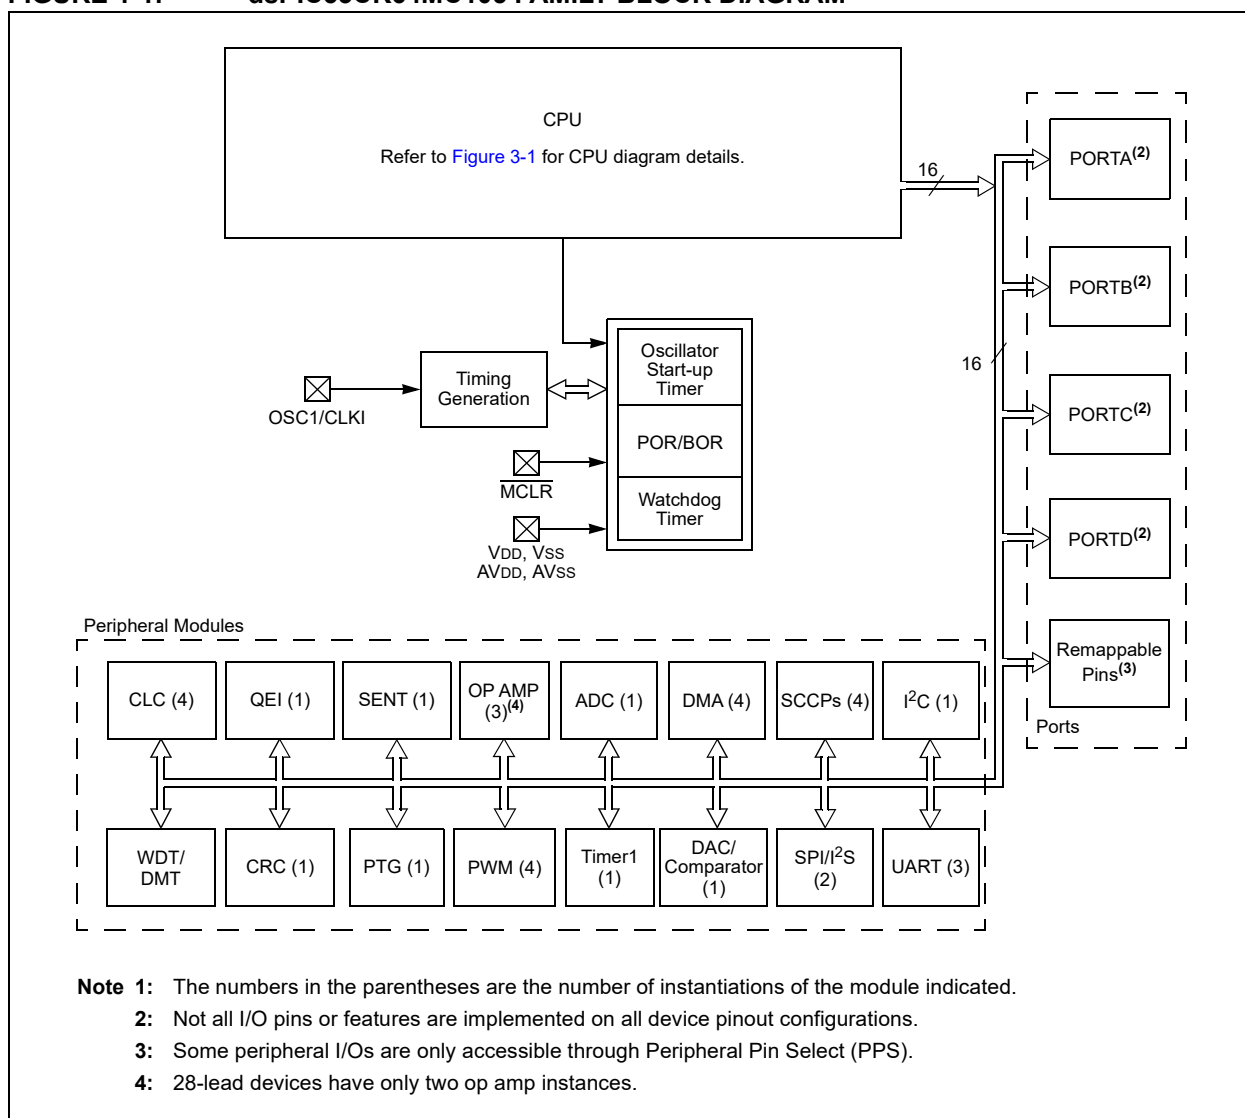 CPU
Refer to Figure 3-1 for CPU diagram details.
16
PORTA(2)
PORTB(2)
16
PORTC(2)
PORTD(2)
Remappable
Pins(3)
Ports
Oscillator
Start-up
Timer
Timing
Generation
OSC1/CLKI
POR/BOR
MCLR
Watchdog
Timer
VDD, VSS
AVDD, AVSS
Peripheral Modules
CLC (4)
QEI (1)
SENT (1)
OP AMP
(3)(4)
ADC (1)
DMA (4)
SCCPs (4)
I2C (1)
WDT/
DMT
CRC (1)
PTG (1)
PWM (4)
Timer1
(1)
DAC/
Comparator
(1)
SPI/I2S
(2)
UART (3)
Note 1: The numbers in the parentheses are the number of instantiations of the module indicated.
2: Not all I/O pins or features are implemented on all device pinout configurations.
3: Some peripheral I/Os are only accessible through Peripheral Pin Select (PPS).
4: 28-lead devices have only two op amp instances.